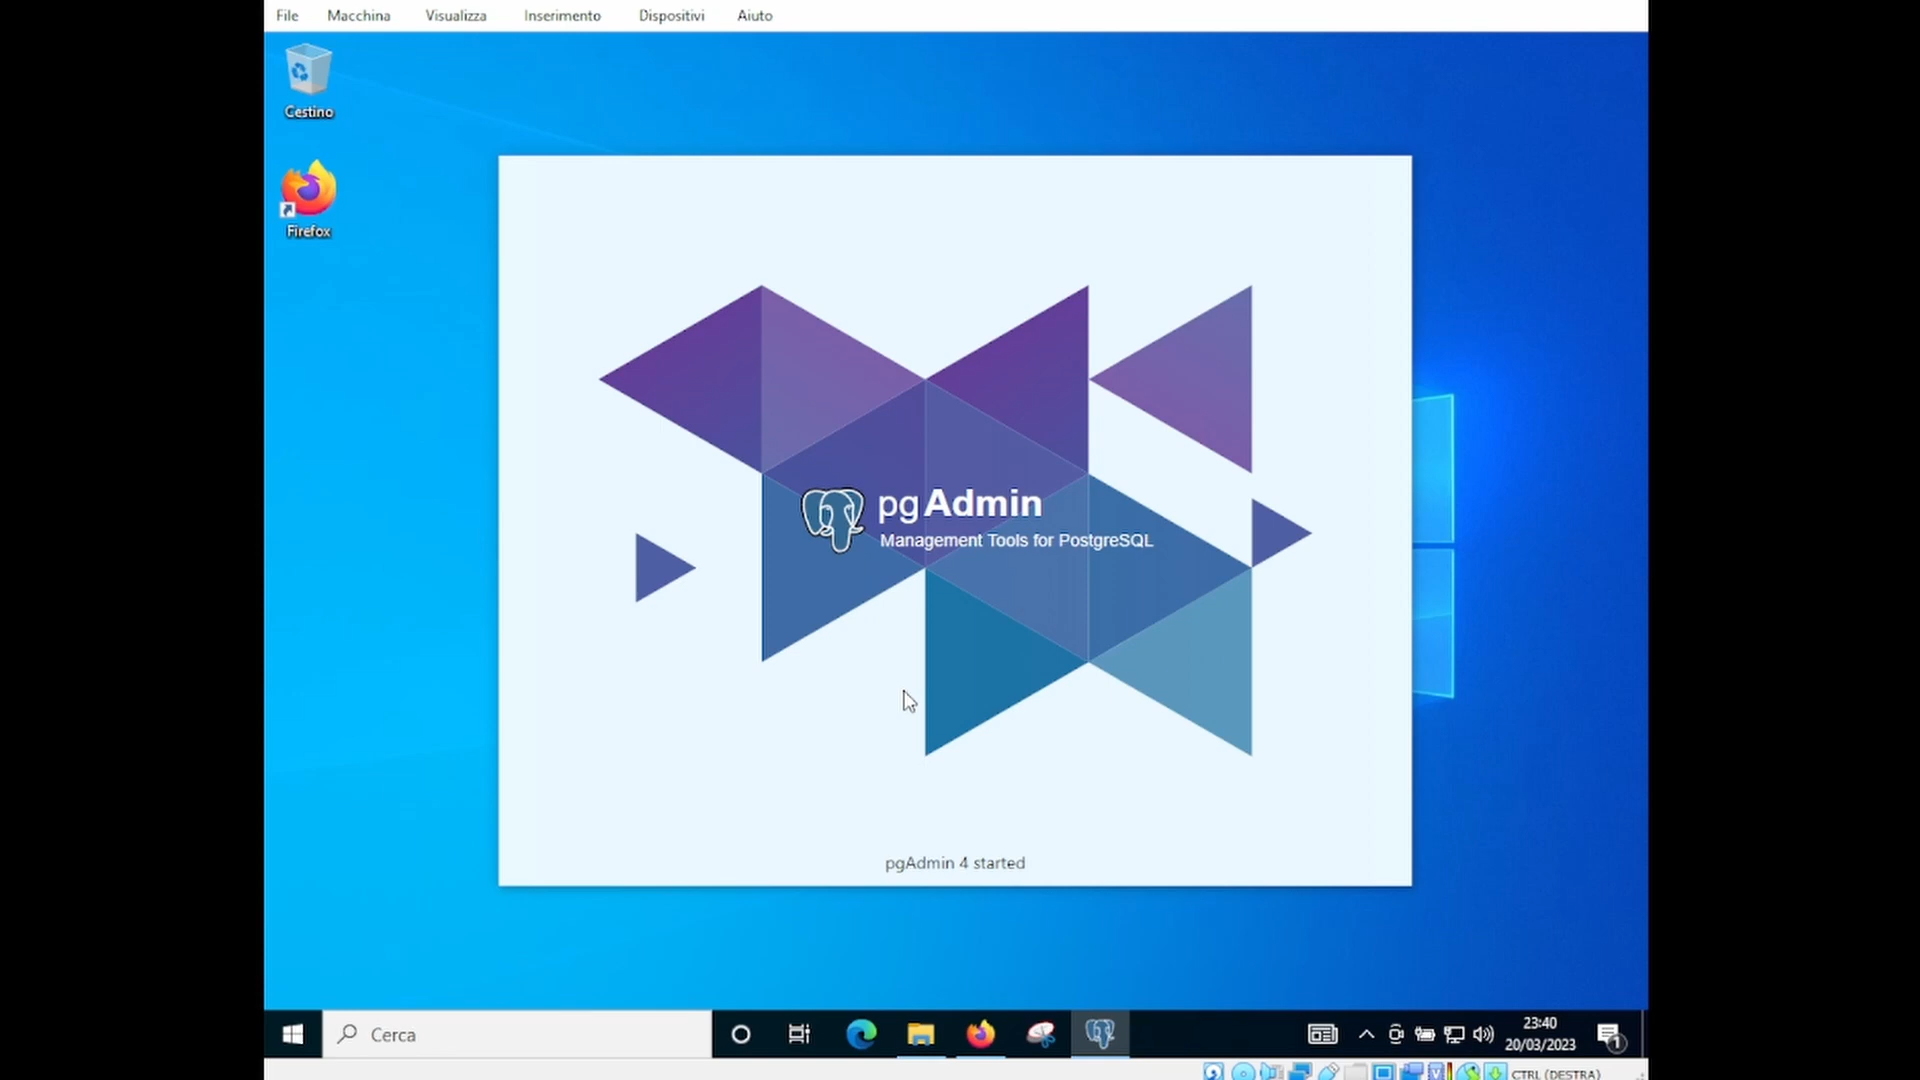 File Macchina Visualizza Inserimento Dispositivi Aiuto
Cestino
Firefox
pgAdmin
Management Tools for PostgreSQL
pgAdmin 4 started
Cerca
23:40
20/03/2023
1
CTRL (DESTRA)